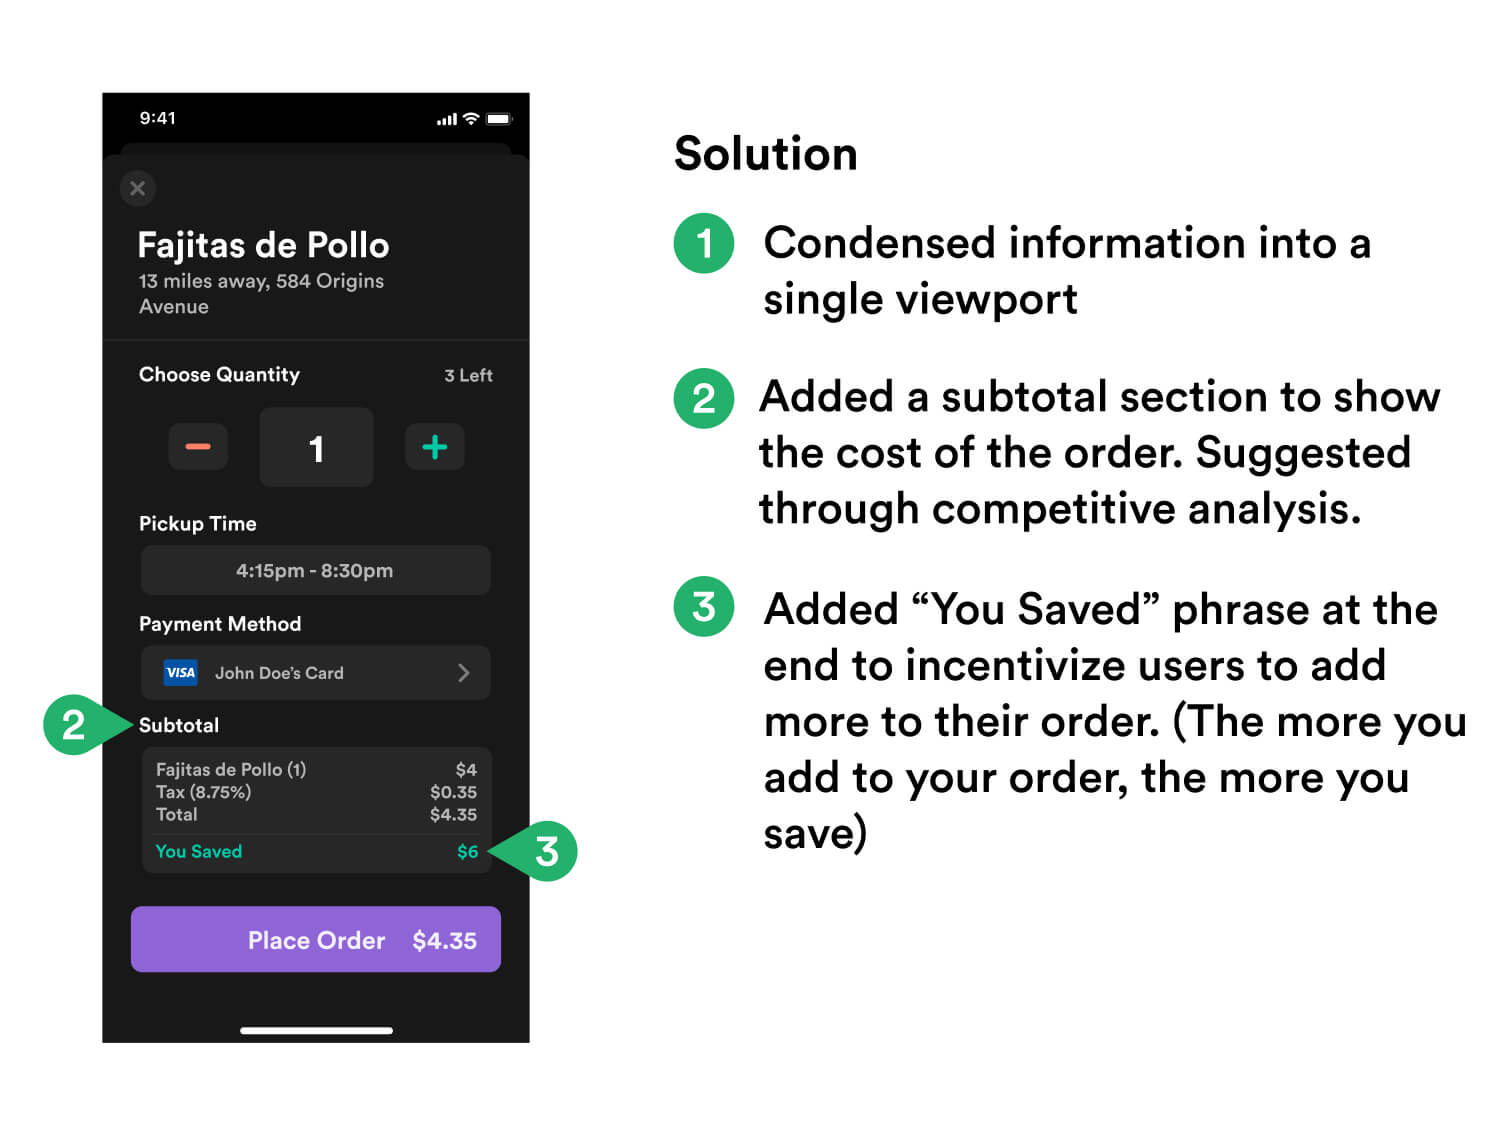 9:41
Fajitas de Pollo
13 miles away, 584 Origins
Avenue
Choose Quantity 3 Left
1
Pickup Time
4:15pm - 8:30pm
Payment Method
VISA John Doe's Card
2
Subtotal
Fajitas de Pollo (1) $4
Tax (8.75%) $0.35
Total $4.35
You Saved $6
3
Place Order $4.35
Solution
1 Condensed information into a
single viewport
2 Added a subtotal section to show
the cost of the order. Suggested
through competitive analysis.
3 Added “You Saved” phrase at the
end to incentivize users to add
more to their order. (The more you
add to your order, the more you
save)